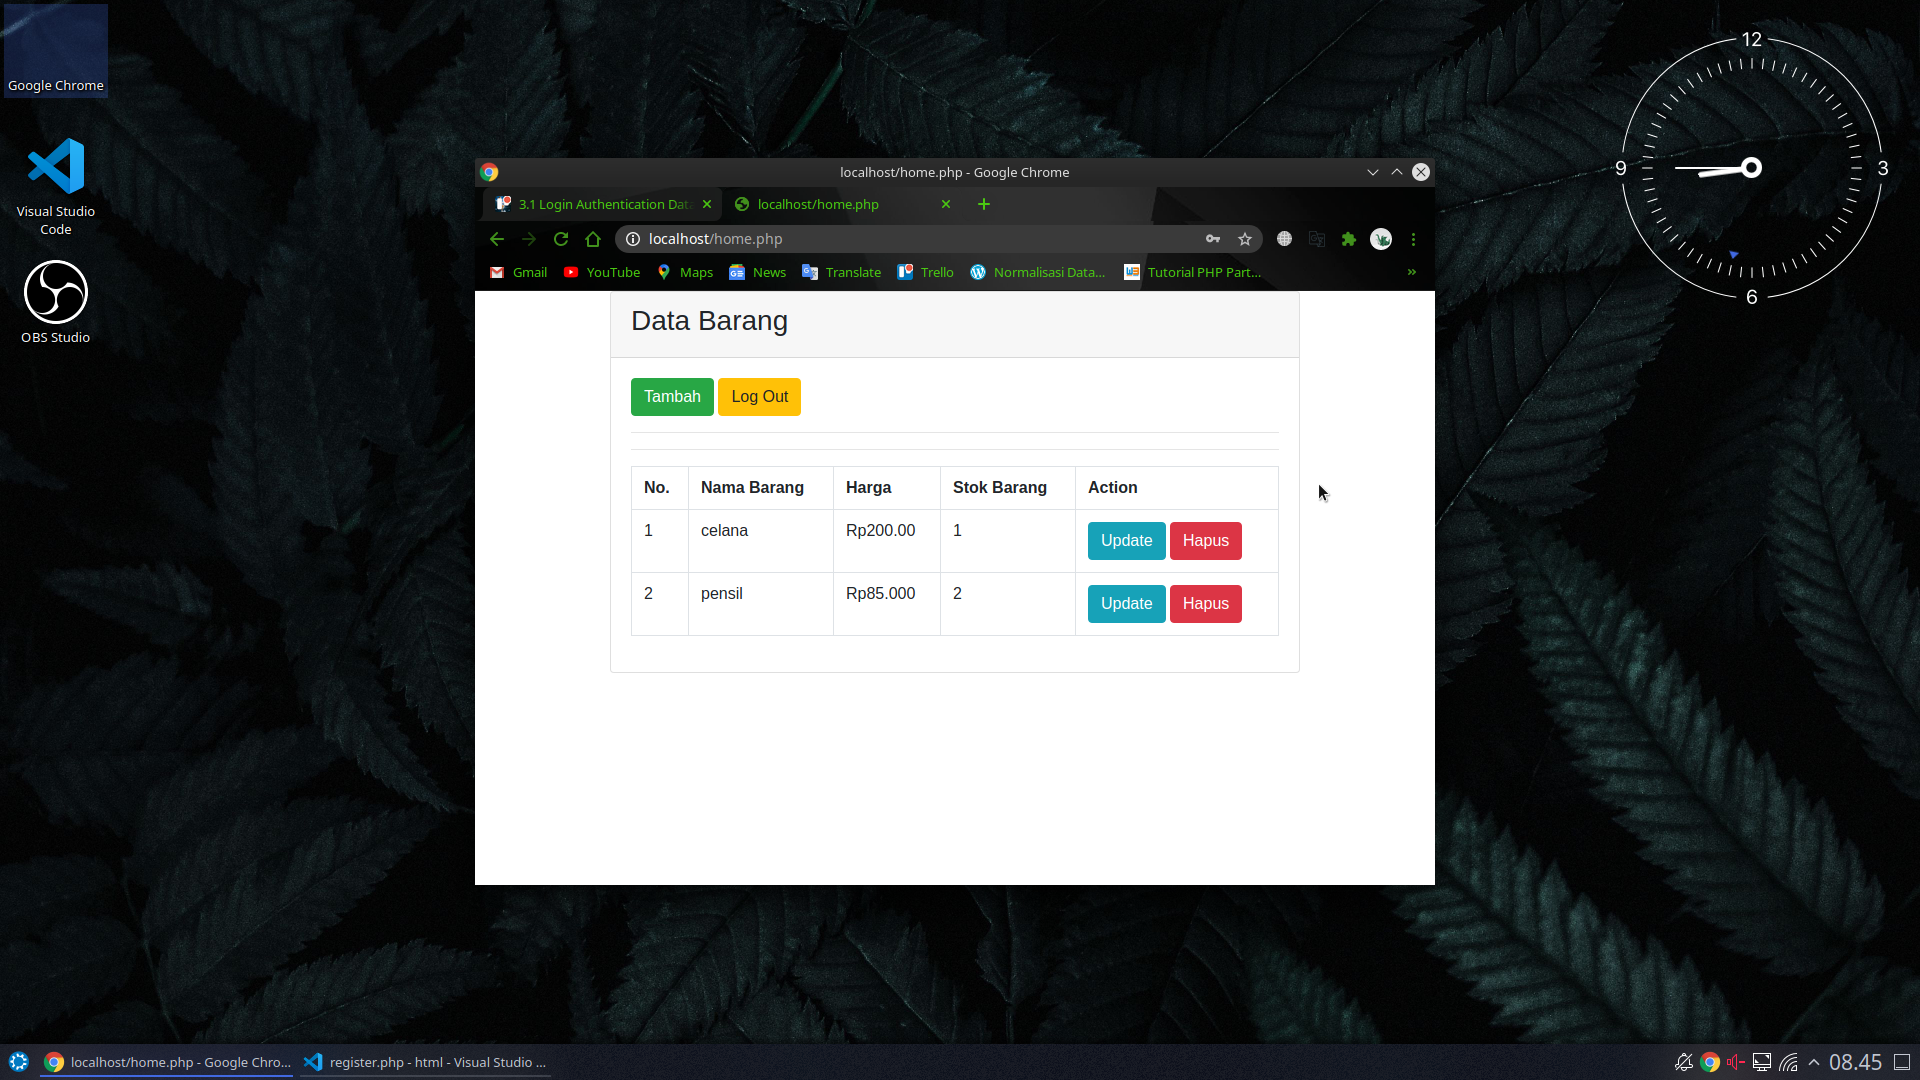 Google Chrome
Visual Studio
Code
OBS Studio
12
3
6
9
localhost/home.php - Google Chrome
3.1 Login Authentication Dat
localhost/home.php
localhost/home.php
Gmail YouTube Maps News Translate Trello Normalisasi Data... Tutorial PHP Part... »
Data Barang
Tambah Log Out
No. Nama Barang Harga Stok Barang Action
1 celana Rp200.00 1 Update Hapus
2 pensil Rp85.000 2 Update Hapus
localhost/home.php - Google Chro... register.php - html - Visual Studio ... 08.45